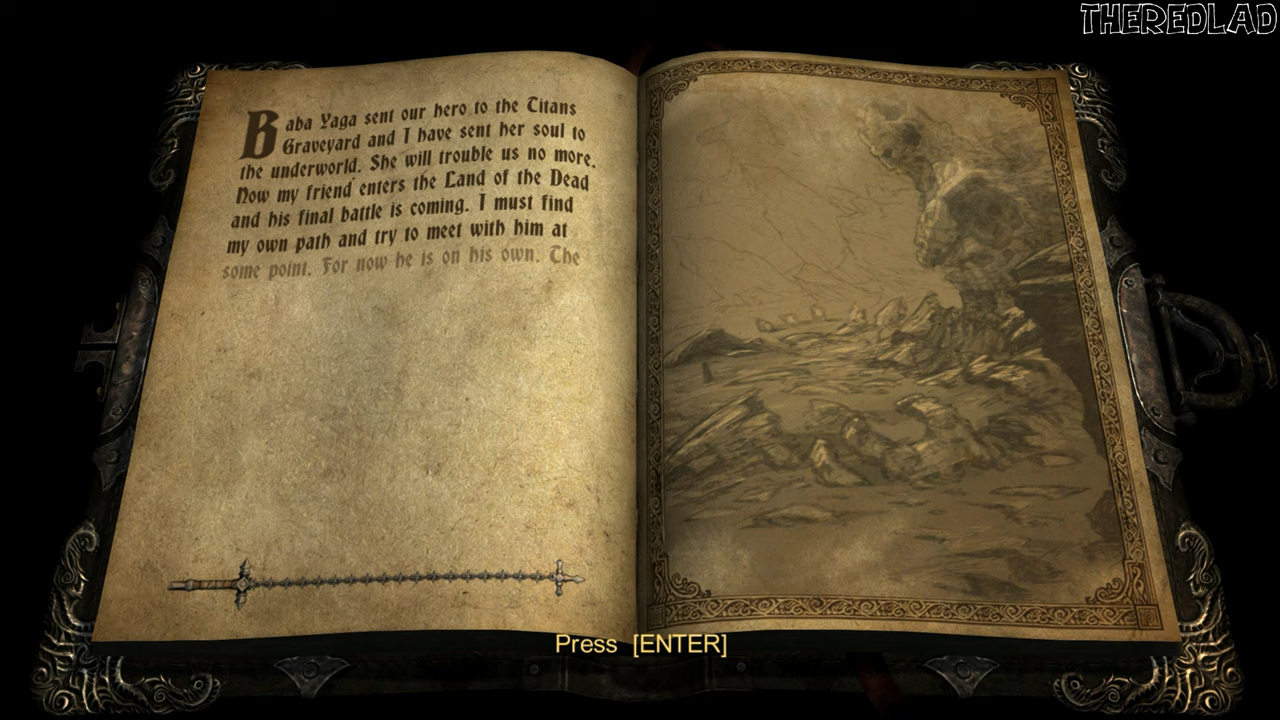 THEREDLAD
Baba Yaga sent our hero to the Titans
Graveyard and I have sent her soul to
the underworld. She will trouble us no more.
Now my friend enters the Land of the Dead
and his final battle is coming. I must find
my own path and try to meet with him at
some point. For now he is on his own. The
Press [ENTER]